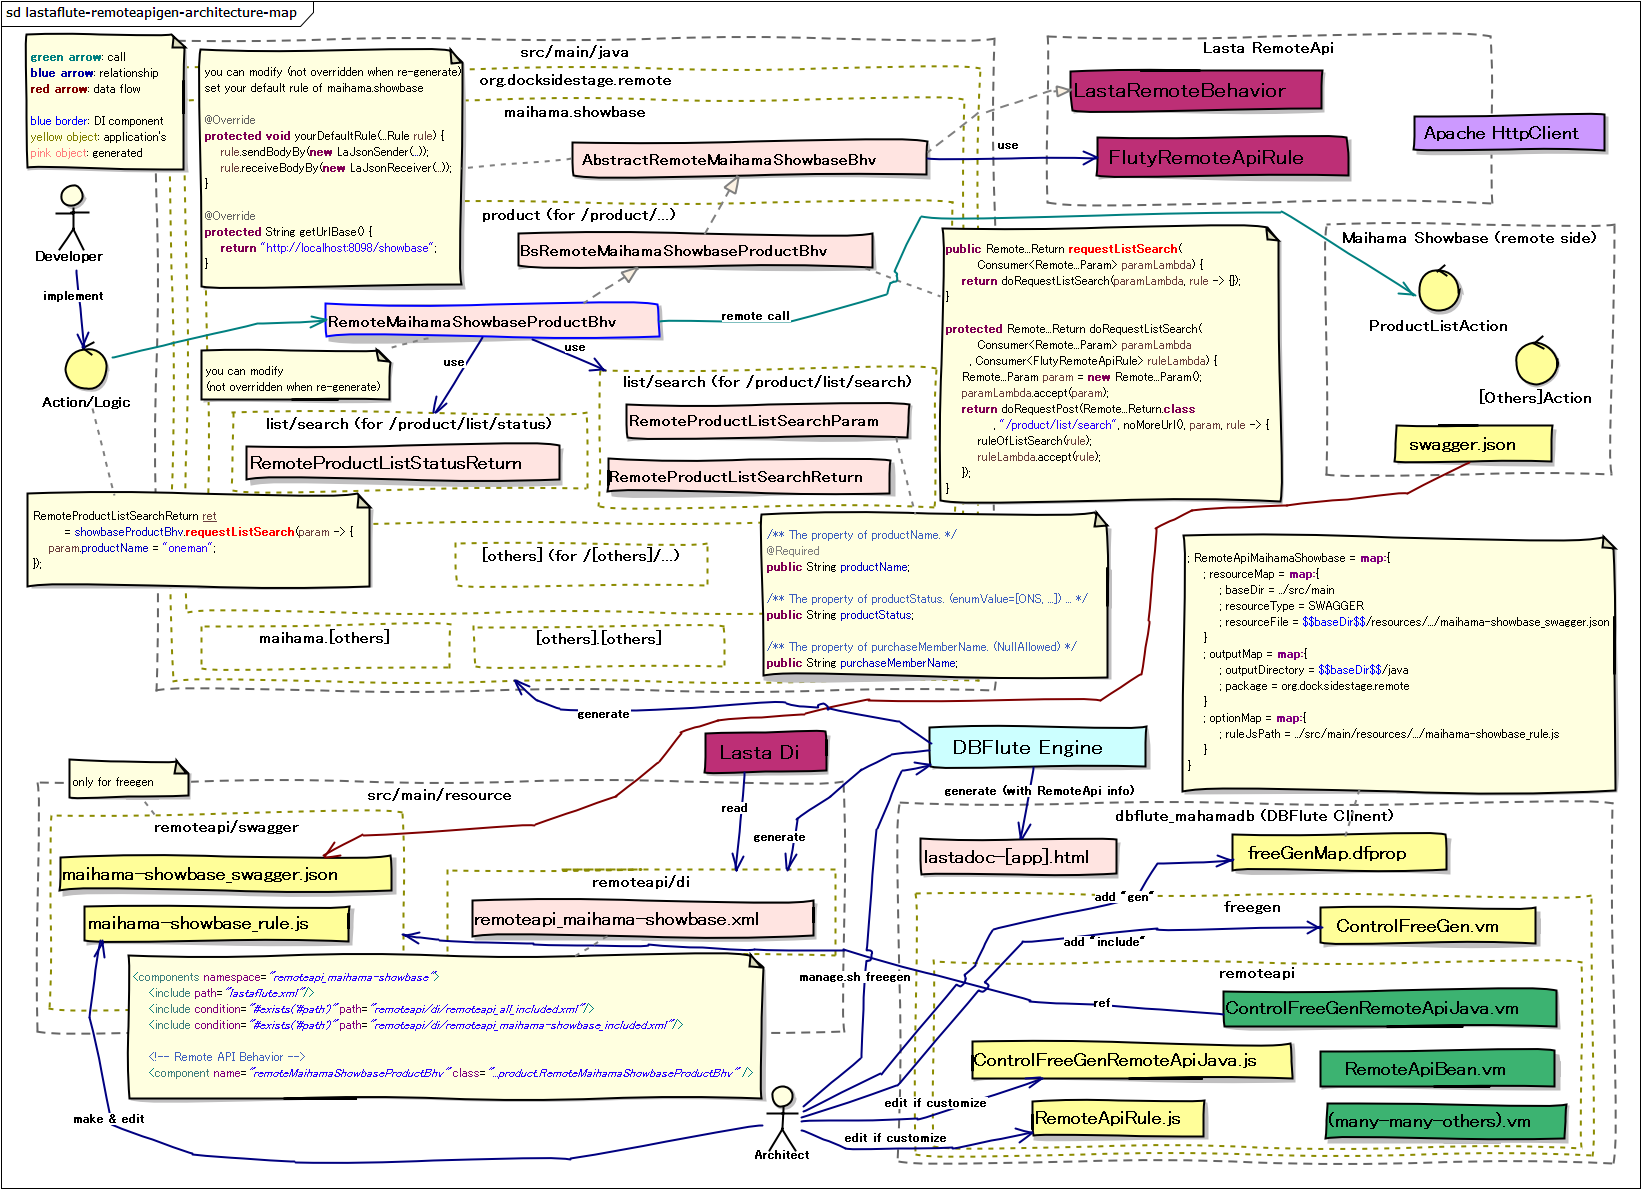 sd lastaflute-remoteapigen-architecture-map
green arrow: call
blue arrow: relationship
red arrow: data flow
blue border: DI component
yellow object: application's
pink object: generated
Developer
implement
Action/Logic
src/main/java
org.docksidestage.remote
maihama.showbase
you can modify (not overridden when re-generate)
set your default rule of maihama.showbase
@Override
protected void yourDefaultRule(...Rule rule) {
rule.sendBodyBy(new LaJsonSender(...));
rule.receiveBodyBy(new LaJsonReceiver(...));
}
@Override
protected String getUrlBase() {
return "http://localhost:8098/showbase";
}
AbstractRemoteMaihamaShowbaseBhv
use
product (for /product/...)
BsRemoteMaihamaShowbaseProductBhv
RemoteMaihamaShowbaseProductBhv
remote call
use
use
you can modify
(not overridden when re-generate)
list/search (for /product/list/status)
RemoteProductListStatusReturn
list/search (for /product/list/search)
RemoteProductListSearchParam
RemoteProductListSearchReturn
Lasta RemoteApi
LastaRemoteBehavior
FlutyRemoteApiRule
Apache HttpClient
Maihama Showbase (remote side)
ProductListAction
[Others]Action
swagger.json
public Remote...Return requestListSearch(
Consumer<Remote...Param> paramLambda) {
return doRequestListSearch(paramLambda, rule -> {});
}
protected Remote...Return doRequestListSearch(
Consumer<Remote...Param> paramLambda
, Consumer<FlutyRemoteApiRule> ruleLambda) {
Remote...Param param = new Remote...Param();
paramLambda.accept(param);
return doRequestPost(Remote...Return.class
, "/product/list/search", noMoreUrl(), param, rule -> {
ruleOfListSearch(rule);
ruleLambda.accept(rule);
});
}
RemoteProductListSearchReturn ret
= showbaseProductBhv.requestListSearch(param -> {
param.productName = "oneman";
});
[others] (for /[others]/...)
maihama.[others]
[others].[others]
/** The property of productName. */
@Required
public String productName;
/** The property of productStatus. (enumValue=[ONS, ...]) ... */
public String productStatus;
/** The property of purchaseMemberName. (NullAllowed) */
public String purchaseMemberName;
; RemoteApiMaihamaShowbase = map:{
; resourceMap = map:{
; baseDir = ../src/main
; resourceType = SWAGGER
; resourceFile = $$baseDir$$/resources/.../maihama-showbase_swagger.json
}
; outputMap = map:{
; outputDirectory = $$baseDir$$/java
; package = org.docksidestage.remote
}
; optionMap = map:{
; ruleJsPath = ../src/main/resources/.../maihama-showbase_rule.js
}
}
generate
Lasta Di
DBFlute Engine
read
generate
generate (with RemoteApi info)
only for freegen
src/main/resource
remoteapi/swagger
maihama-showbase_swagger.json
maihama-showbase_rule.js
remoteapi/di
remoteapi_maihama-showbase.xml
<components namespace="remoteapi_maihama-showbase">
<include path="lastaflute.xml"/>
<include condition="#exists('#path')" path="remoteapi/di/remoteapi_all_included.xml"/>
<include condition="#exists('#path')" path="remoteapi/di/remoteapi_maihama-showbase_included.xml"/>
<!-- Remote API Behavior -->
<component name="remoteMaihamaShowbaseProductBhv" class="...product.RemoteMaihamaShowbaseProductBhv" />
make & edit
Architect
manage.sh freegen
dbflute_mahamadb (DBFlute Clinent)
lastadoc-[app].html
freeGenMap.dfprop
add "gen"
freegen
add "include"
ControlFreeGen.vm
remoteapi
ref
ControlFreeGenRemoteApiJava.vm
ControlFreeGenRemoteApiJava.js
RemoteApiBean.vm
edit if customize
RemoteApiRule.js
(many-many-others).vm
edit if customize